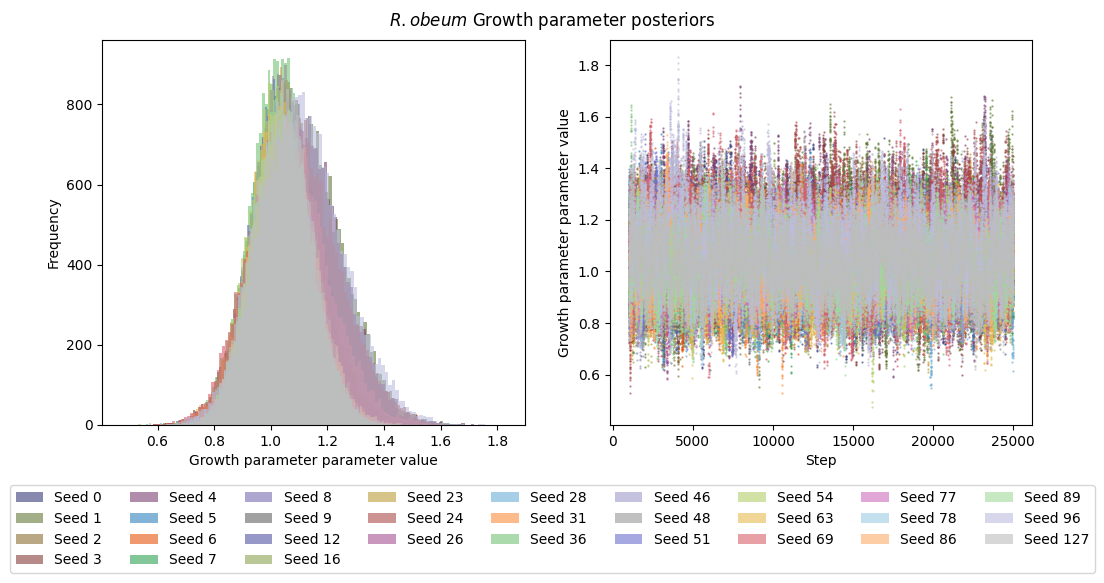 R. obeum Growth parameter posteriors
800
600
400
200
0
Frequency
0.6 0.8 1.0 1.2 1.4 1.6 1.8
Growth parameter parameter value
1.8
1.6
1.4
1.2
1.0
0.8
0.6
Growth parameter parameter value
0 5000 10000 15000 20000 25000
Step
Seed 0 Seed 4 Seed 8 Seed 23 Seed 28 Seed 46 Seed 54 Seed 77 Seed 89
Seed 1 Seed 5 Seed 9 Seed 24 Seed 31 Seed 48 Seed 63 Seed 78 Seed 96
Seed 2 Seed 6 Seed 12 Seed 26 Seed 36 Seed 51 Seed 69 Seed 86 Seed 127
Seed 3 Seed 7 Seed 16